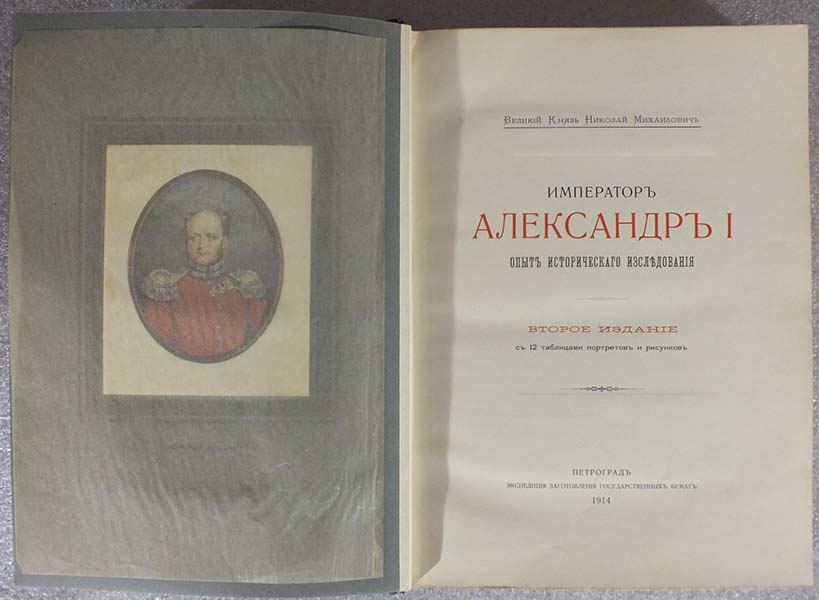 Великій Князь Николай Михаиловичъ
ИМПЕРАТОРЪ
АЛЕКСАНДРЪ I
ОПЫТЪ ИСТОРИЧЕСКАГО ИЗСЛѢДОВАНІЯ
ВТОРОЕ ИЗДАНІЕ
съ 12 таблицами портретовъ и рисунковъ
ПЕТРОГРАДЪ
ЭКСПЕДИЦІЯ ЗАГОТОВЛЕНІЯ ГОСУДАРСТВЕННЫХЪ БУМАГЪ
1914